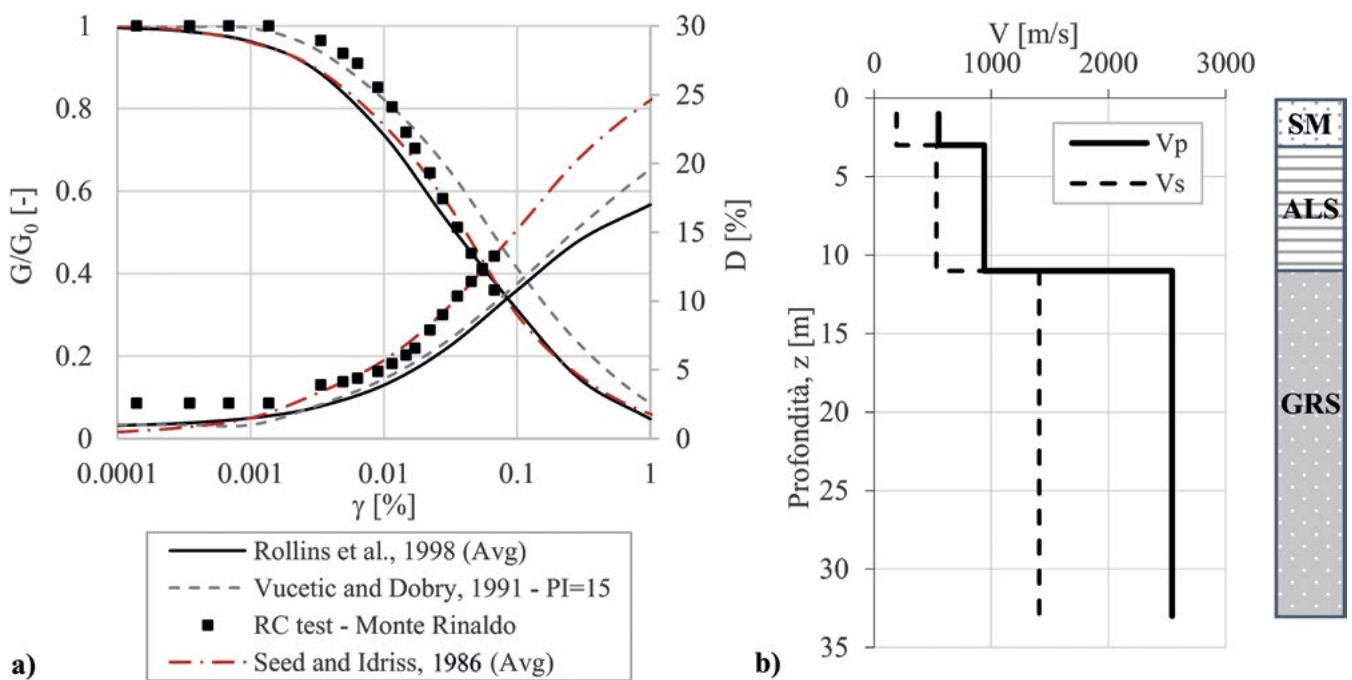 1
0.8
0.6
0.4
0.2
0
G/G₀ [-]
30
25
20
15
10
5
0
D [%]
0.0001
0.001
0.01
0.1
1
γ [%]
Rollins et al., 1998 (Avg)
Vucetic and Dobry, 1991 - PI=15
RC test - Monte Rinaldo
Seed and Idriss, 1986 (Avg)
a)
V [m/s]
0
1000
2000
3000
0
5
10
15
20
25
30
35
Profondità, z [m]
Vp
Vs
SM
ALS
GRS
b)